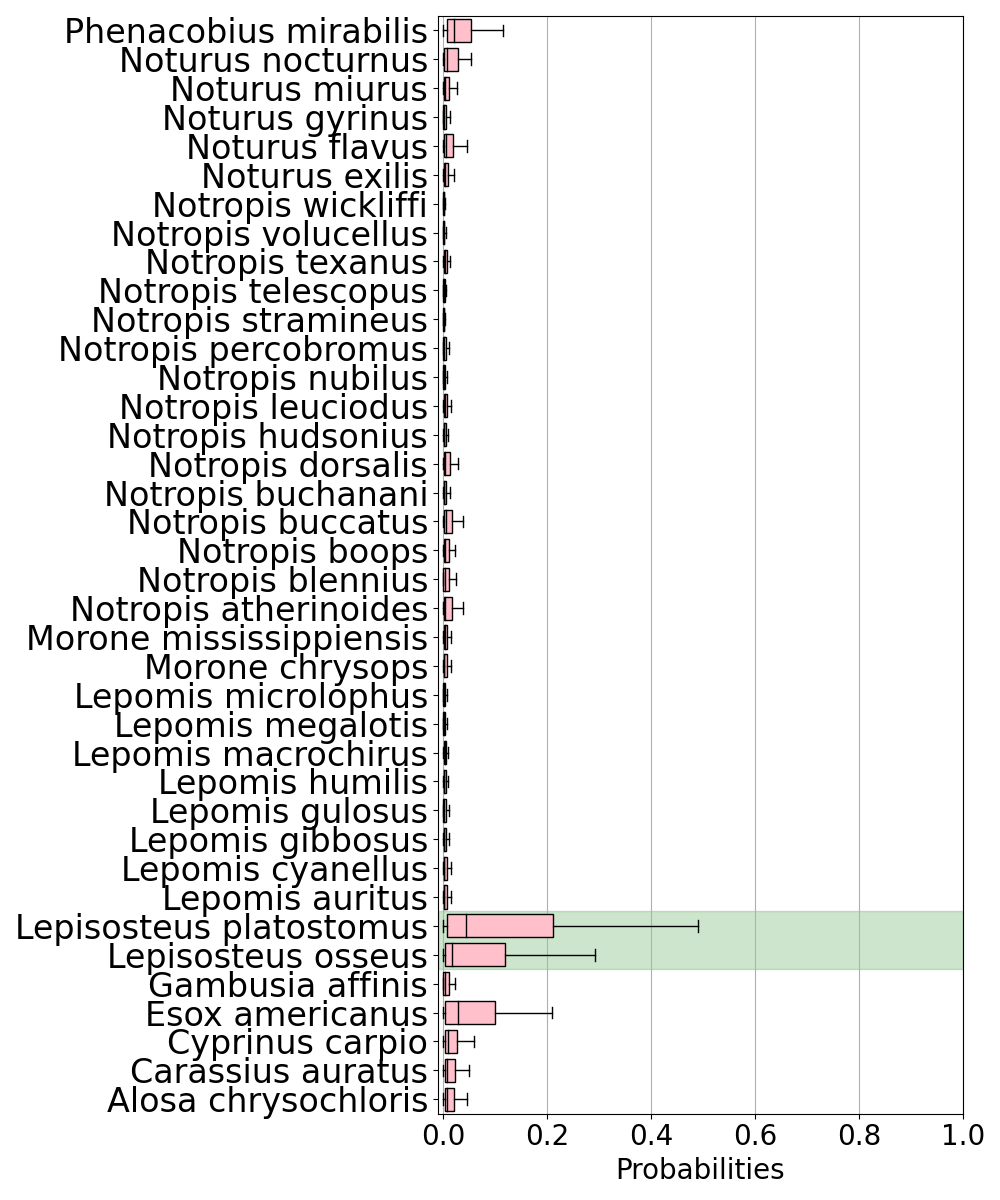 Phenacobius mirabilis
Noturus nocturnus
Noturus miurus
Noturus gyrinus
Noturus flavus
Noturus exilis
Notropis wickliffi
Notropis volucellus
Notropis texanus
Notropis telescopus
Notropis stramineus
Notropis percobromus
Notropis nubilus
Notropis leuciodus
Notropis hudsonius
Notropis dorsalis
Notropis buchanani
Notropis buccatus
Notropis boops
Notropis blennius
Notropis atherinoides
Morone mississippiensis
Morone chrysops
Lepomis microlophus
Lepomis megalotis
Lepomis macrochirus
Lepomis humilis
Lepomis gulosus
Lepomis gibbosus
Lepomis cyanellus
Lepomis auritus
Lepisosteus platostomus
Lepisosteus osseus
Gambusia affinis
Esox americanus
Cyprinus carpio
Carassius auratus
Alosa chrysochloris
0.0 0.2 0.4 0.6 0.8 1.0
Probabilities